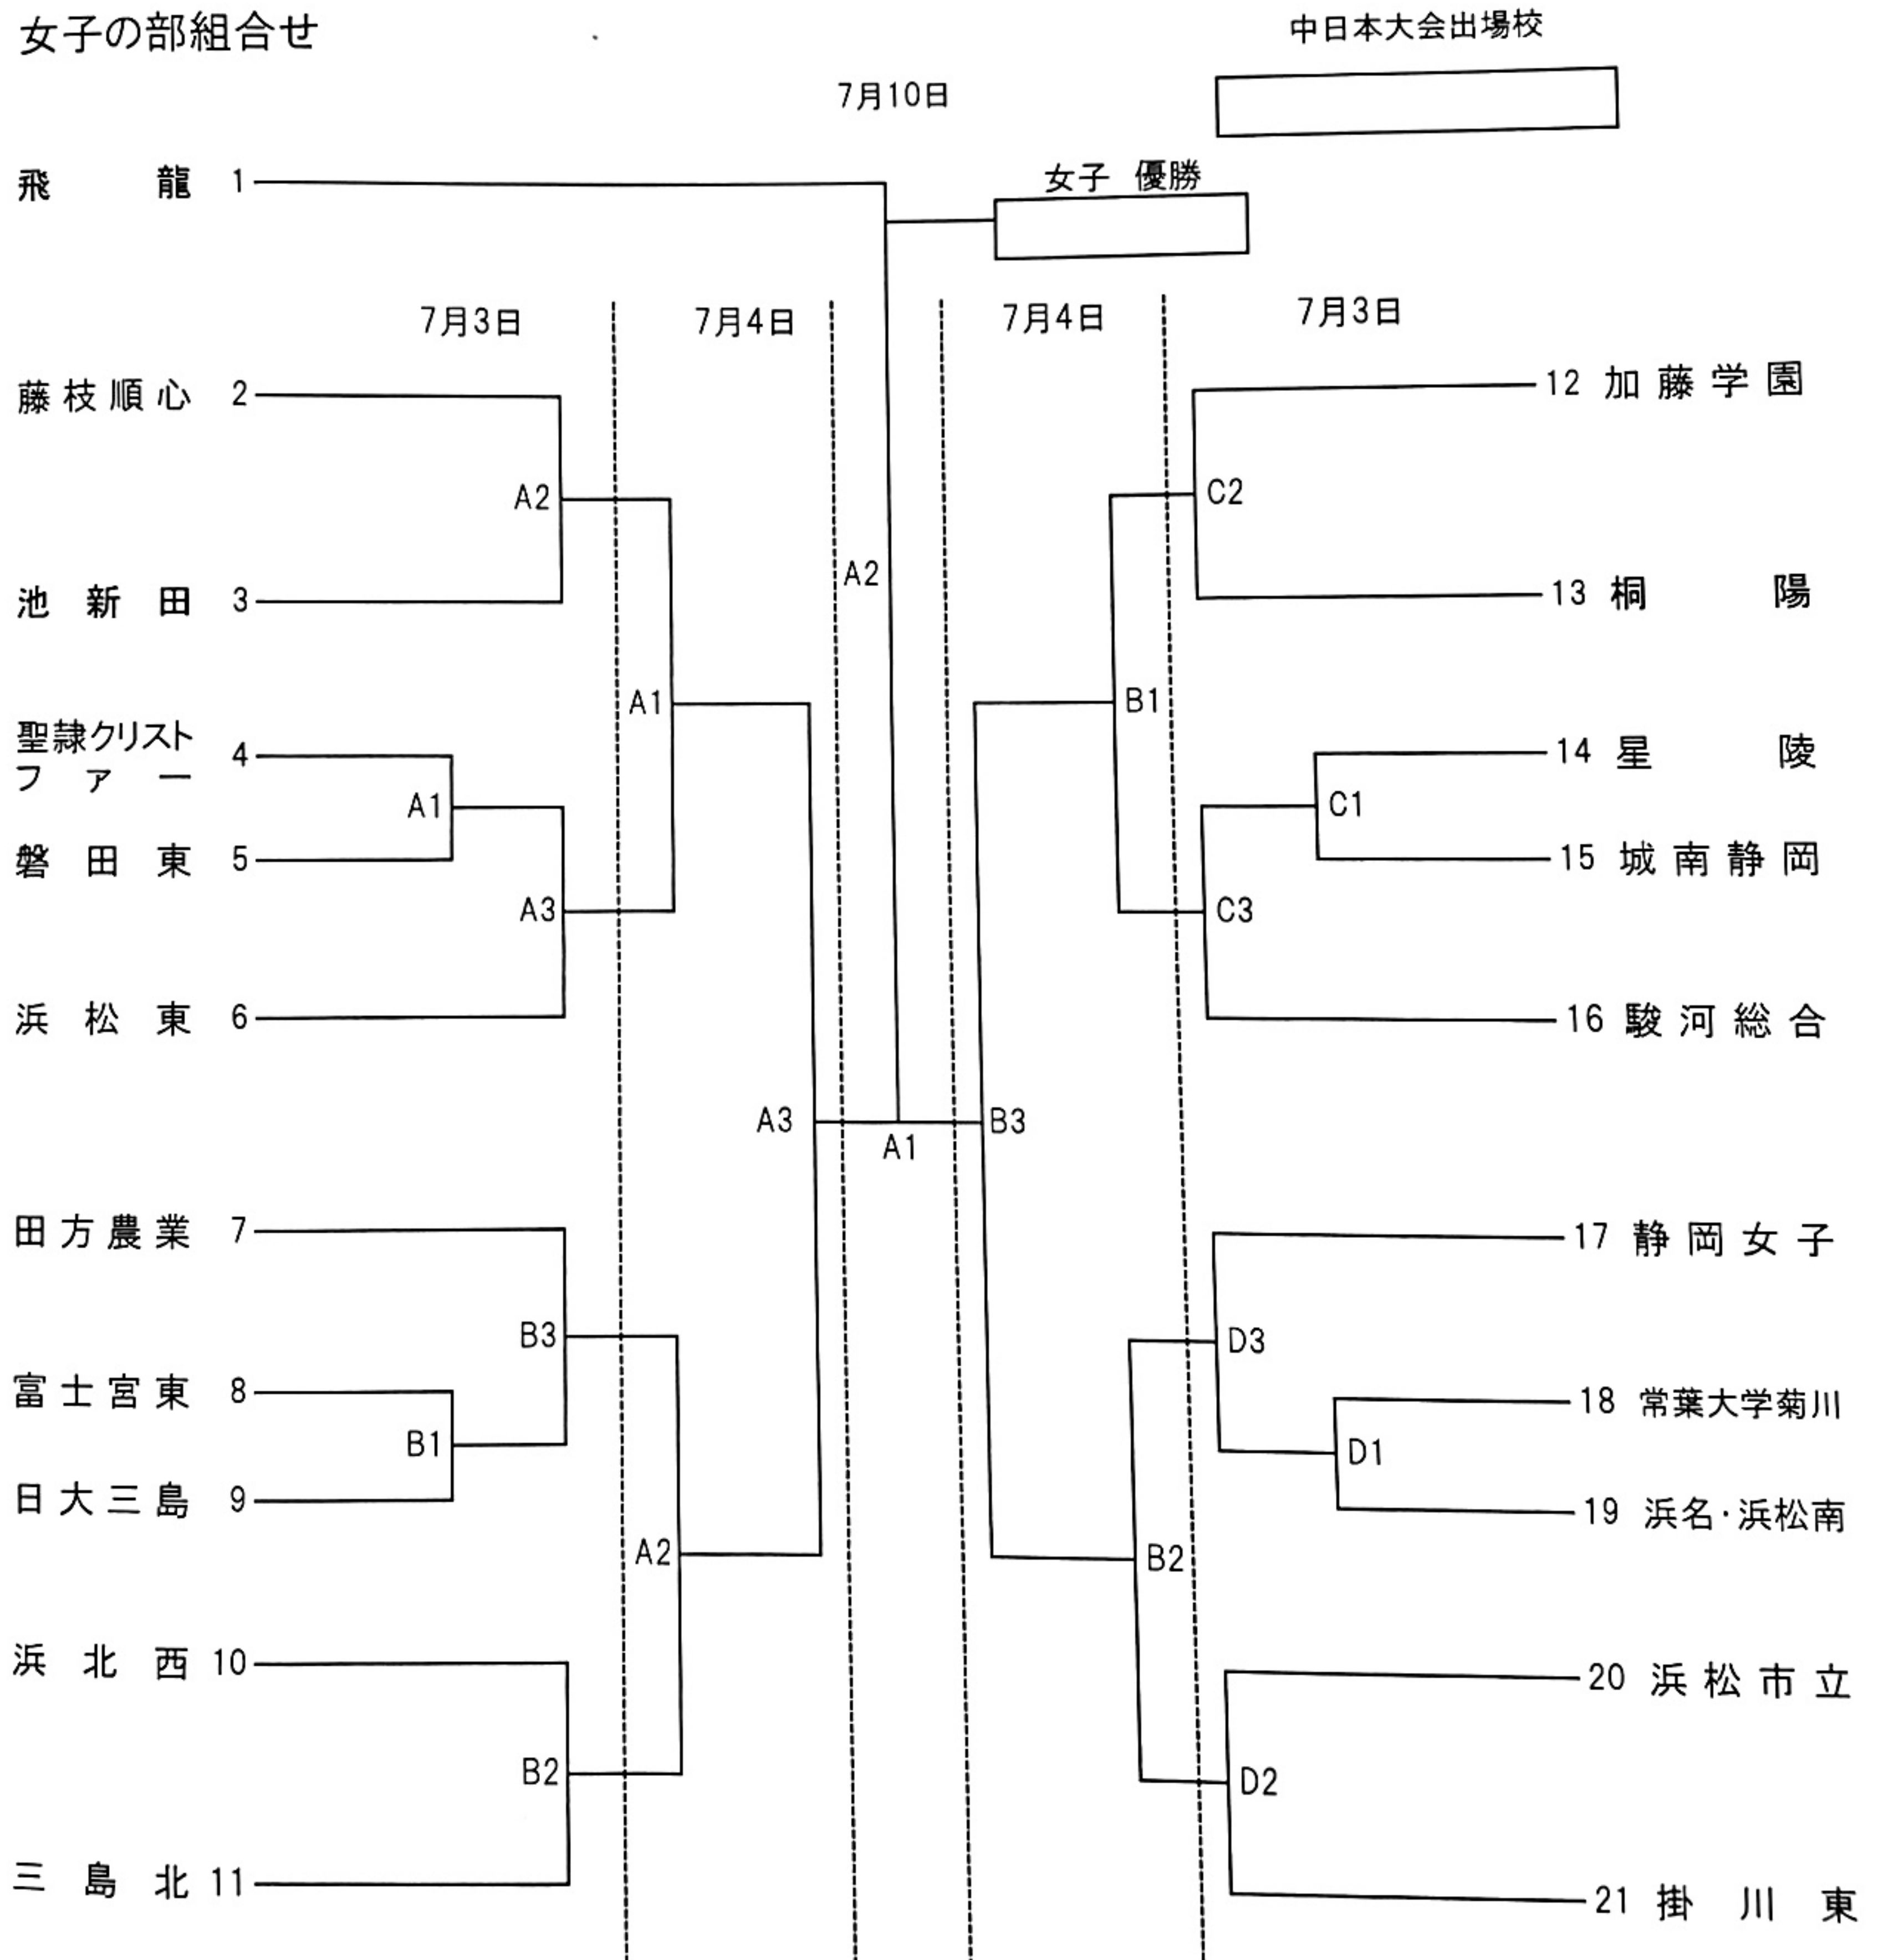 女子の部組合せ
中日本大会出場校
7月10日
飛龍 1
女子 優勝
7月3日 7月4日 7月4日 7月3日
藤枝順心 2
A2
池新田 3
聖隷クリスト
ファー 4
A1
磐田東 5
A3
浜松東 6
A1
田方農業 7
B3
富士宮東 8
B1
日大三島 9
A2
浜北西 10
B2
三島北 11
A3
A2
A1
B3
12 加藤学園
C2
13 桐陽
B1
14 星陵
C1
15 城南静岡
C3
16 駿河総合
17 静岡女子
D3
18 常葉大学菊川
D1
19 浜名・浜松南
B2
20 浜松市立
D2
21 掛川東